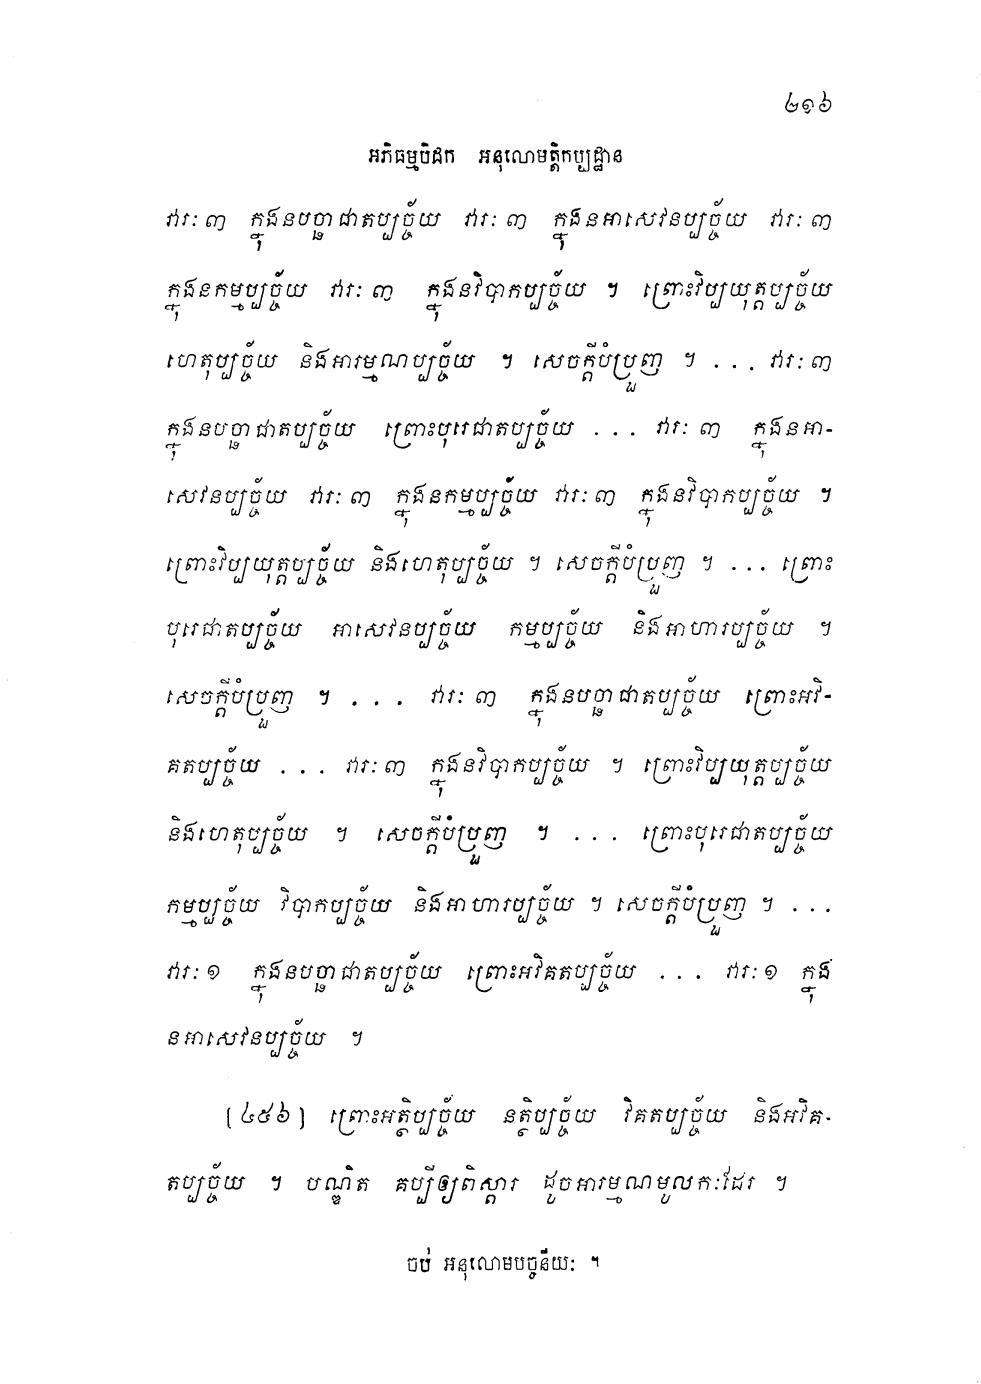 ២១៦
អភិធម្មបិដក អនុលោមត្តិកប្បដ្ឋាន
វារៈ ៣ ក្នុងនបច្ឆាជាតប្បច្ច័យ វារៈ ៣ ក្នុងនអាសេវនប្បច្ច័យ វារៈ ៣
ក្នុងនកម្មប្បច្ច័យ វារៈ ៣ ក្នុងនវិបាកប្បច្ច័យ ។ ព្រោះវិប្បយុត្តប្បច្ច័យ
ហេតុប្បច្ច័យ និងអារម្មណប្បច្ច័យ ។ សេចក្តីបំប្រួញ ។ ... វារៈ ៣
ក្នុងនបច្ឆាជាតប្បច្ច័យ ព្រោះបុរេជាតប្បច្ច័យ ... វារៈ ៣ ក្នុងនអា-
សេវនប្បច្ច័យ វារៈ ៣ ក្នុងនកម្មប្បច្ច័យ វារៈ ៣ ក្នុងនវិបាកប្បច្ច័យ ។
ព្រោះវិប្បយុត្តប្បច្ច័យ និងហេតុប្បច្ច័យ ។ សេចក្តីបំប្រួញ ។ ... ព្រោះ
បុរេជាតប្បច្ច័យ អាសេវនប្បច្ច័យ កម្មប្បច្ច័យ និងអាហារប្បច្ច័យ ។
សេចក្តីបំប្រួញ ។ ... វារៈ ៣ ក្នុងនបច្ឆាជាតប្បច្ច័យ ព្រោះអវិ-
គតប្បច្ច័យ ... វារៈ ៣ ក្នុងនវិបាកប្បច្ច័យ ។ ព្រោះវិប្បយុត្តប្បច្ច័យ
និងហេតុប្បច្ច័យ ។ សេចក្តីបំប្រួញ ។ ... ព្រោះបុរេជាតប្បច្ច័យ
កម្មប្បច្ច័យ វិបាកប្បច្ច័យ និងអាហារប្បច្ច័យ ។ សេចក្តីបំប្រួញ ។ ...
វារៈ ១ ក្នុងនបច្ឆាជាតប្បច្ច័យ ព្រោះអវិគតប្បច្ច័យ ... វារៈ ១ ក្នុង
នអាសេវនប្បច្ច័យ ។
[៤៥៦] ព្រោះអត្ថិប្បច្ច័យ នត្ថិប្បច្ច័យ វិគតប្បច្ច័យ និងអវិគ-
តប្បច្ច័យ ។ បណ្ឌិត គប្បីឲ្យពិស្តារ ដូចអារម្មណមូលកៈដែរ ។
ចប់ អនុលោមបច្ចនីយៈ ។